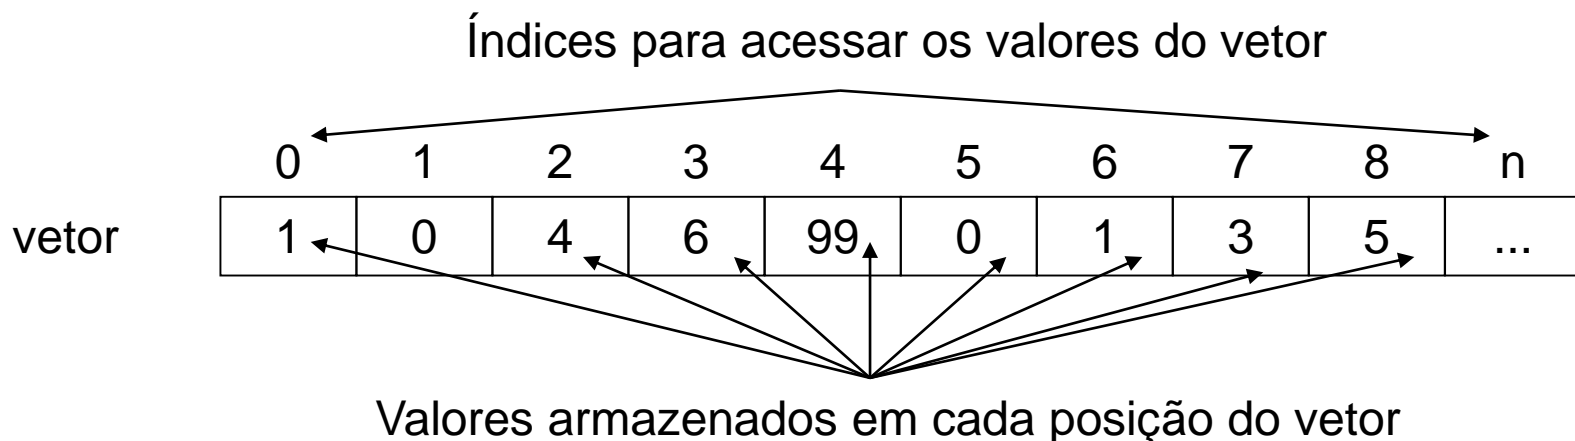 Índices para acessar os valores do vetor
0 1 2 3 4 5 6 7 8 n
vetor 1 0 4 6 99 0 1 3 5 ...
Valores armazenados em cada posição do vetor